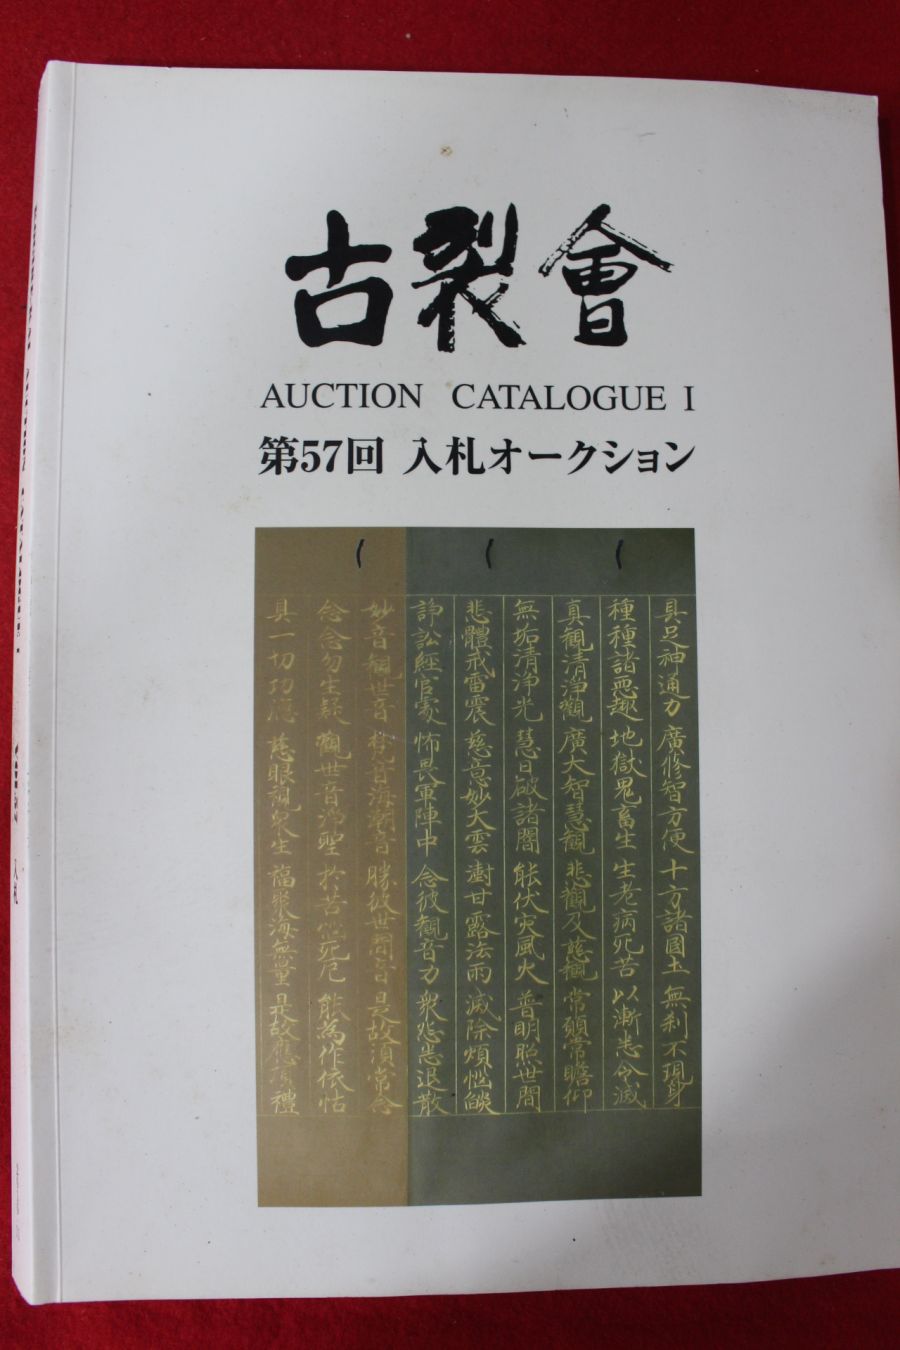 古裂會
AUCTION CATALOGUE I
第57回 入札オークション
具足神通力 廣修智方便 十方諸國土 無刹不現身
種種諸惡趣 地獄鬼畜生 生老病死苦 以漸悉令滅
真観清淨觀 廣大智慧觀 悲觀及慈觀 常願常瞻仰
無垢清淨光 慧日破諸闇 能伏灾風火 普明照世間
悲體戒雷震 慈意妙大雲 澍甘露法雨 滅除煩惱燄
諍訟經官處 怖畏軍陣中 念彼観音力 衆怨悉退散
妙音觀世音 梵音海潮音 勝彼世間音 是故須常念
念念勿生疑 觀世音淨聖 於苦惱死厄 能為作依怙
具一切功德 慈眼視衆生 福聚海無量 是故應頂禮
入札